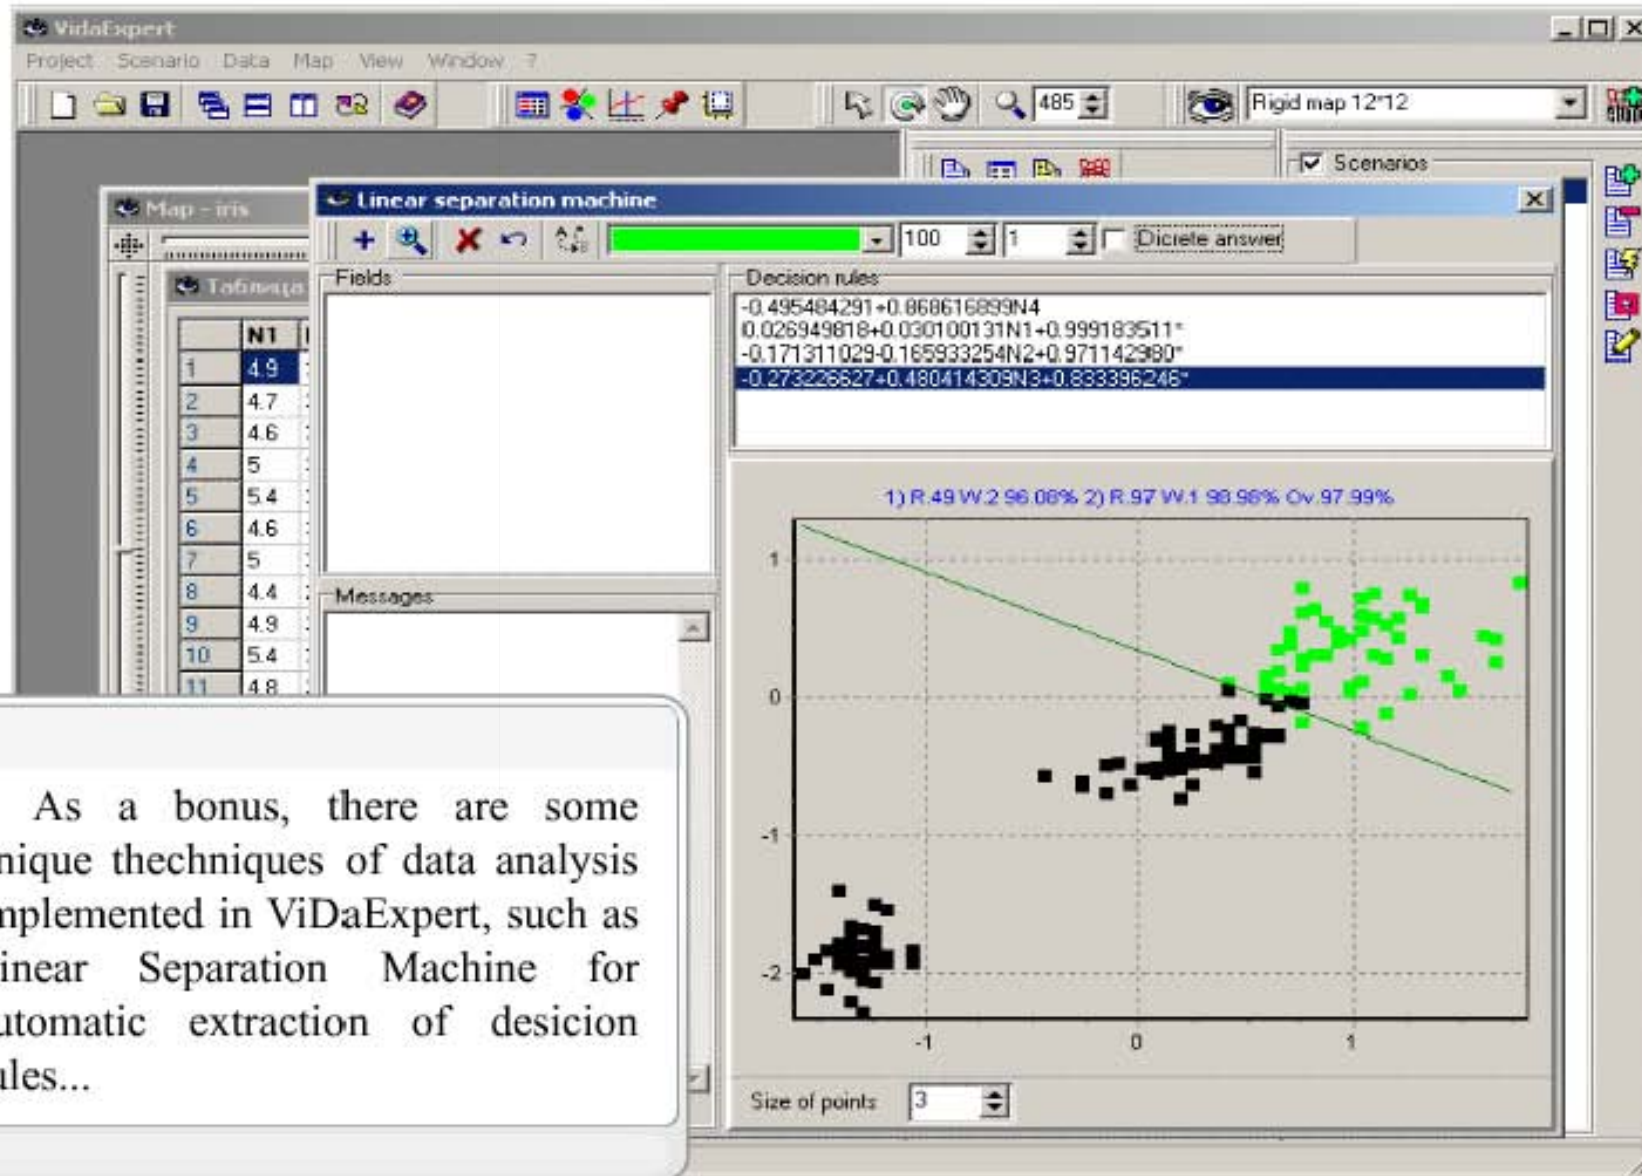 VidaExpert
Project Scenario Data Map View Window ?
485
Rigid map 12*12
Scenarios
Map - iris
Linear separation machine
100
1
Dicrete answer
Таблица
N1
1 4.9
2 4.7
3 4.6
4 5
5 5.4
6 4.6
7 5
8 4.4
9 4.9
10 5.4
11 4.8
Fields
Messages
Decision rules
-0.495484291+0.868616899N4
0.026949818+0.030100131N1+0.999183511*
-0.171311029-0.165933254N2+0.971142980*
-0.273226627+0.480414309N3+0.833396246*
1) R.49 W.2 96.08% 2) R.97 W.1 98.98% Ov.97.99%
1
0
-1
-2
-1 0 1
Size of points 3
As a bonus, there are some
nique thechniques of data analysis
mplemented in ViDaExpert, such as
inear Separation Machine for
utomatic extraction of desicion
ules...